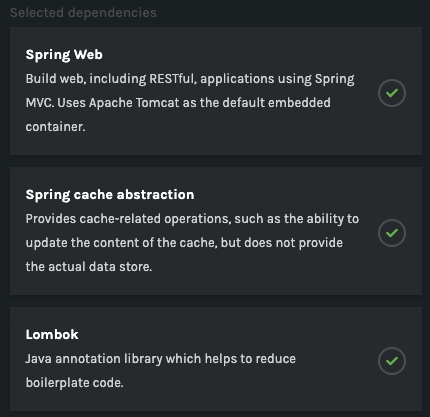 Selected dependencies
Spring Web
Build web, including RESTful, applications using Spring
MVC. Uses Apache Tomcat as the default embedded
container.
Spring cache abstraction
Provides cache-related operations, such as the ability to
update the content of the cache, but does not provide
the actual data store.
Lombok
Java annotation library which helps to reduce
boilerplate code.